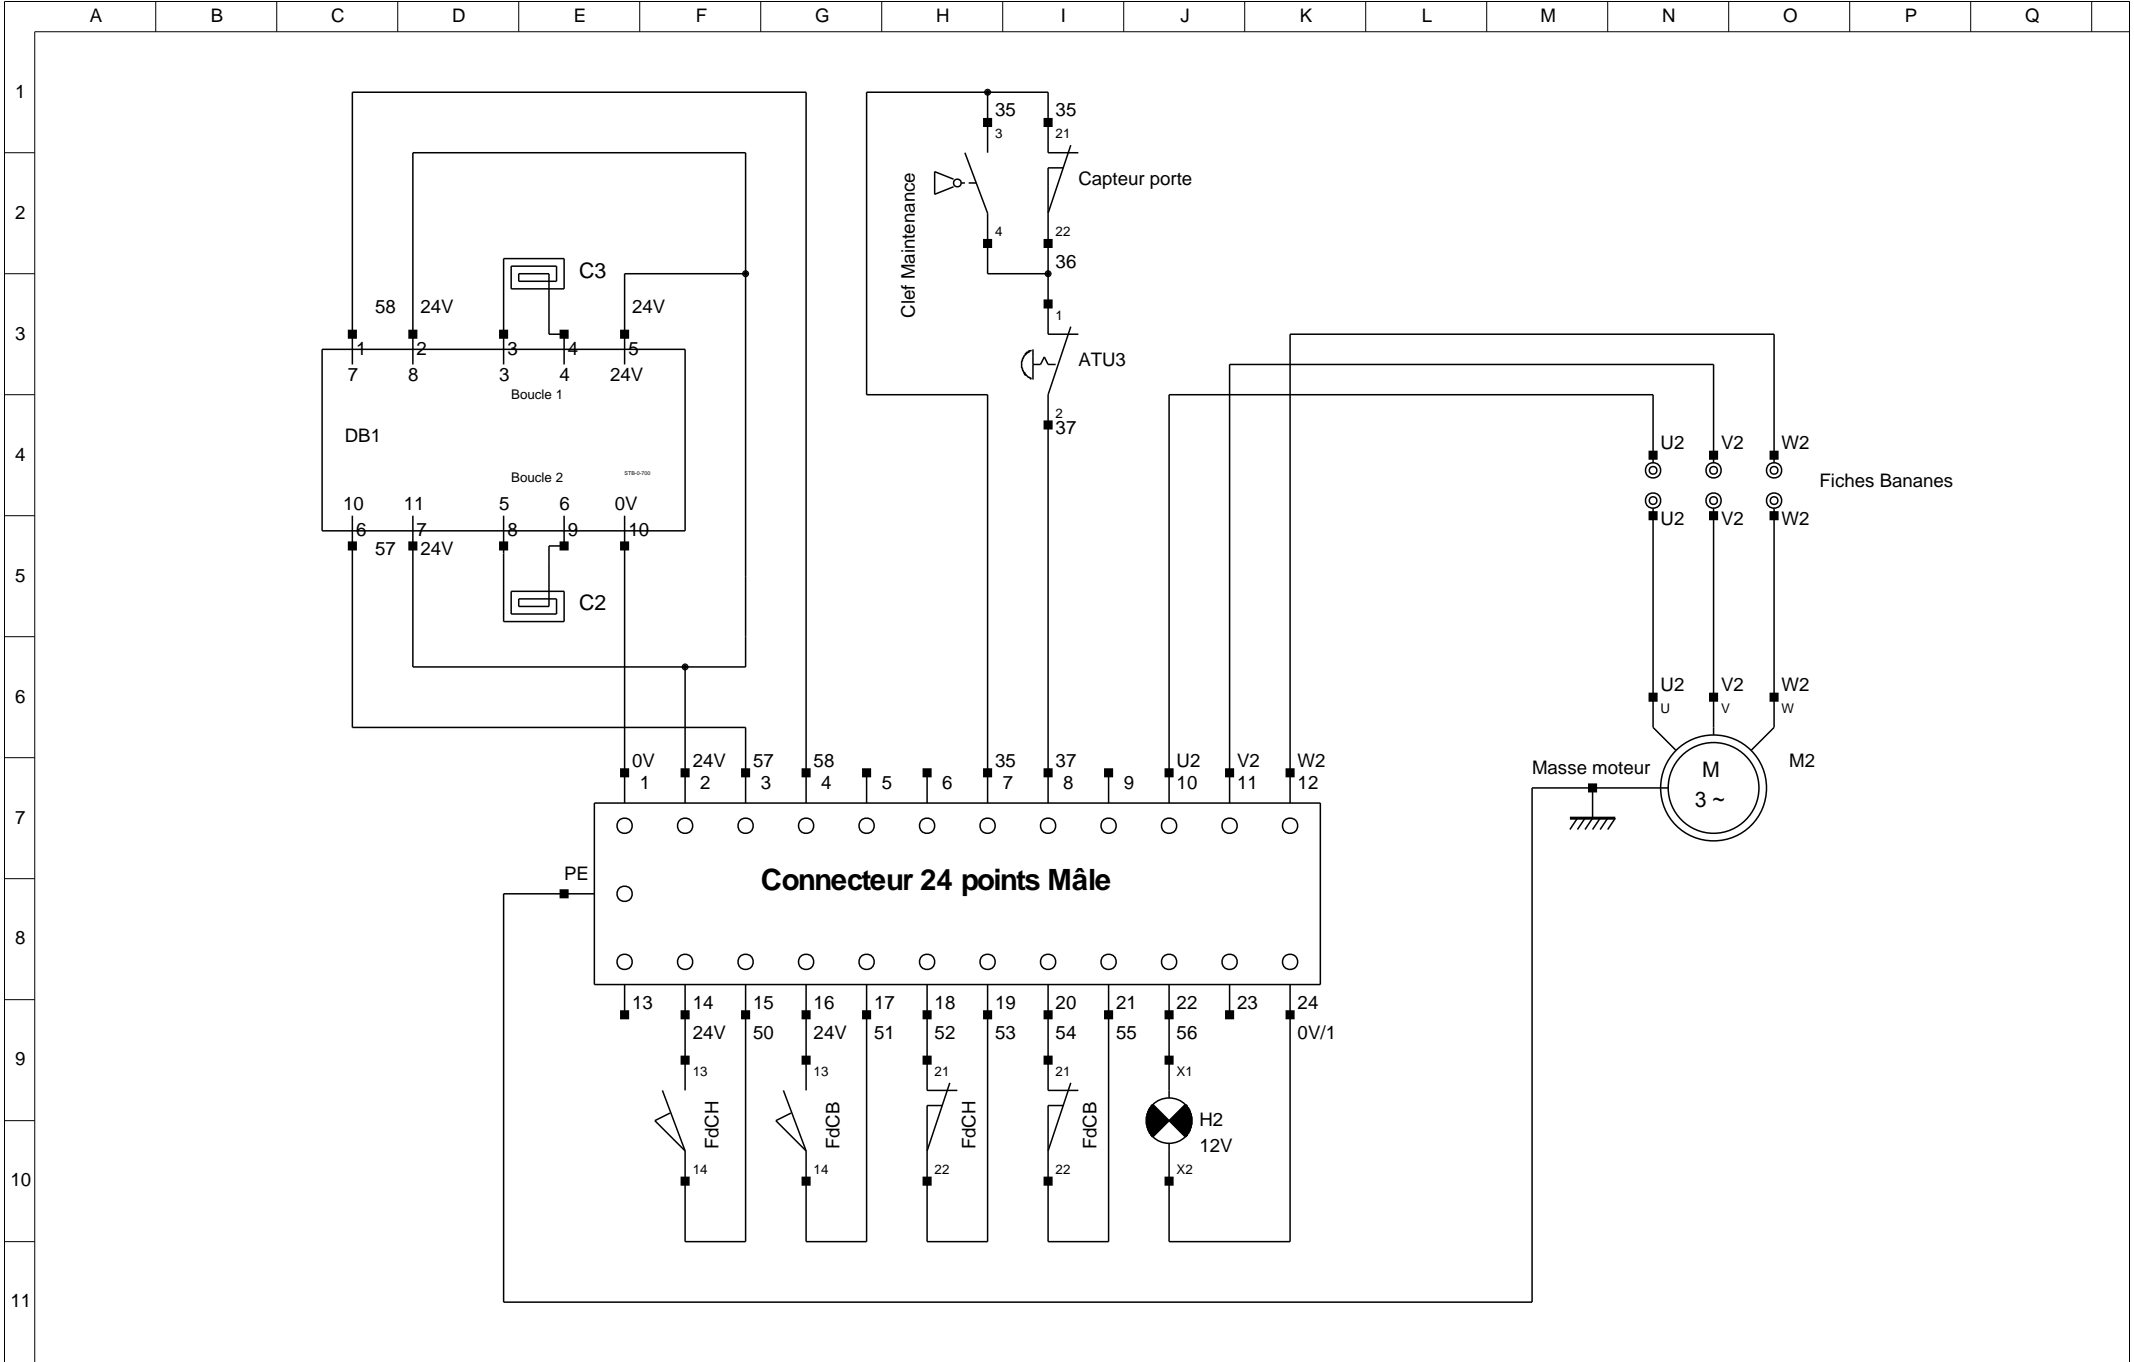 A B C D E F G H I J K L M N O P Q
1
35 35
3 21
Capteur porte
2
Clef Maintenance
4 22
36
C3
58 24V 24V
1
3
1 2 3 4 5
7 8 3 4 24V
ATU3
Boucle 1
2
37
DB1
4
U2 V2 W2
Fiches Bananes
Boucle 2
STB-0-700
10 11 5 6 0V
U2 V2 W2
6 7 8 9 10
57 24V
5
C2
6
U2 V2 W2
U V W
0V 24V 57 58 35 37 U2 V2 W2
1 2 3 4 5 6 7 8 9 10 11 12
Masse moteur
M
3 ~
M2
7
PE
Connecteur 24 points Mâle
8
13 14 15 16 17 18 19 20 21 22 23 24
24V 50 24V 51 52 53 54 55 56 0V/1
9
13 13 21 21 X1
FdCH FdCB FdCH FdCB
H2
12V
14 14 22 22 X2
10
11